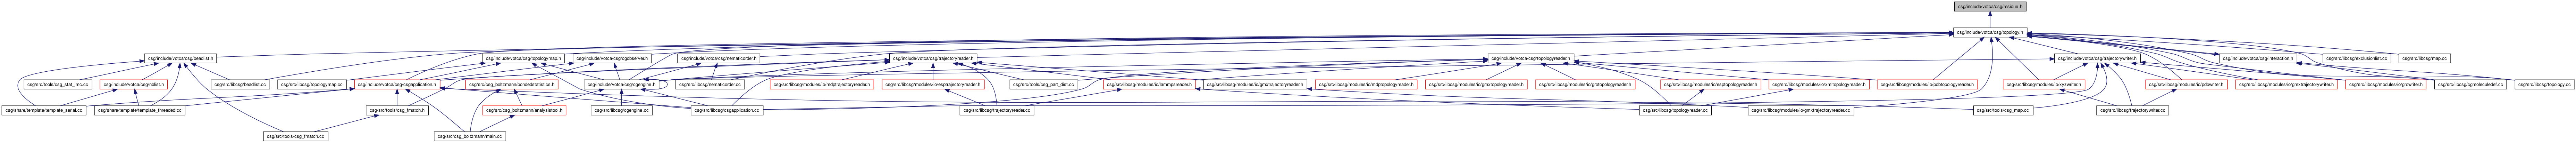 csg/include/votca/csg/residue.h
csg/include/votca/csg/topology.h
csg/include/votca/csg/beadlist.h
csg/include/votca/csg/topologymap.h
csg/include/votca/csg/cgobserver.h
csg/include/votca/csg/nematicorder.h
csg/include/votca/csg/trajectoryreader.h
csg/include/votca/csg/topologyreader.h
csg/include/votca/csg/trajectorywriter.h
csg/include/votca/csg/interaction.h
csg/src/libcsg/exclusionlist.cc
csg/src/libcsg/map.cc
csg/src/tools/csg_stat_imc.cc
csg/include/votca/csg/nblist.h
csg/src/libcsg/beadlist.cc
csg/src/libcsg/topologymap.cc
csg/include/votca/csg/csgapplication.h
csg/src/csg_boltzmann/bondedstatistics.h
csg/include/votca/csg/cgengine.h
csg/src/libcsg/nematicorder.cc
csg/src/libcsg/modules/io/lmptrajectoryreader.h
csg/src/libcsg/modules/io/esptrajectoryreader.h
csg/src/tools/csg_part_dist.cc
csg/src/libcsg/modules/io/lammpsreader.h
csg/src/libcsg/modules/io/gmxtrajectoryreader.h
csg/src/libcsg/modules/io/gmxtopologyreader.h
csg/src/libcsg/modules/io/grotopologyreader.h
csg/src/libcsg/modules/io/esptopologyreader.h
csg/src/libcsg/modules/io/xmltopologyreader.h
csg/src/libcsg/modules/io/pdbtopologyreader.h
csg/src/libcsg/modules/io/xyzwriter.h
csg/src/libcsg/modules/io/pdbwriter.h
csg/src/libcsg/modules/io/gmxtrajectorywriter.h
csg/src/libcsg/modules/io/growriter.h
csg/src/libcsg/cgmoleculedef.cc
csg/src/libcsg/topology.cc
csg/share/template/template_serial.cc
csg/share/template/template_threaded.cc
csg/src/tools/csg_fmatch.h
csg/src/csg_boltzmann/analysistool.h
csg/src/libcsg/cgengine.cc
csg/src/libcsg/csgapplication.cc
csg/src/libcsg/trajectoryreader.cc
csg/src/libcsg/topologyreader.cc
csg/src/libcsg/modules/io/gmxtrajectoryreader.cc
csg/src/tools/csg_map.cc
csg/src/libcsg/trajectorywriter.cc
csg/src/tools/csg_fmatch.cc
csg/src/csg_boltzmann/main.cc